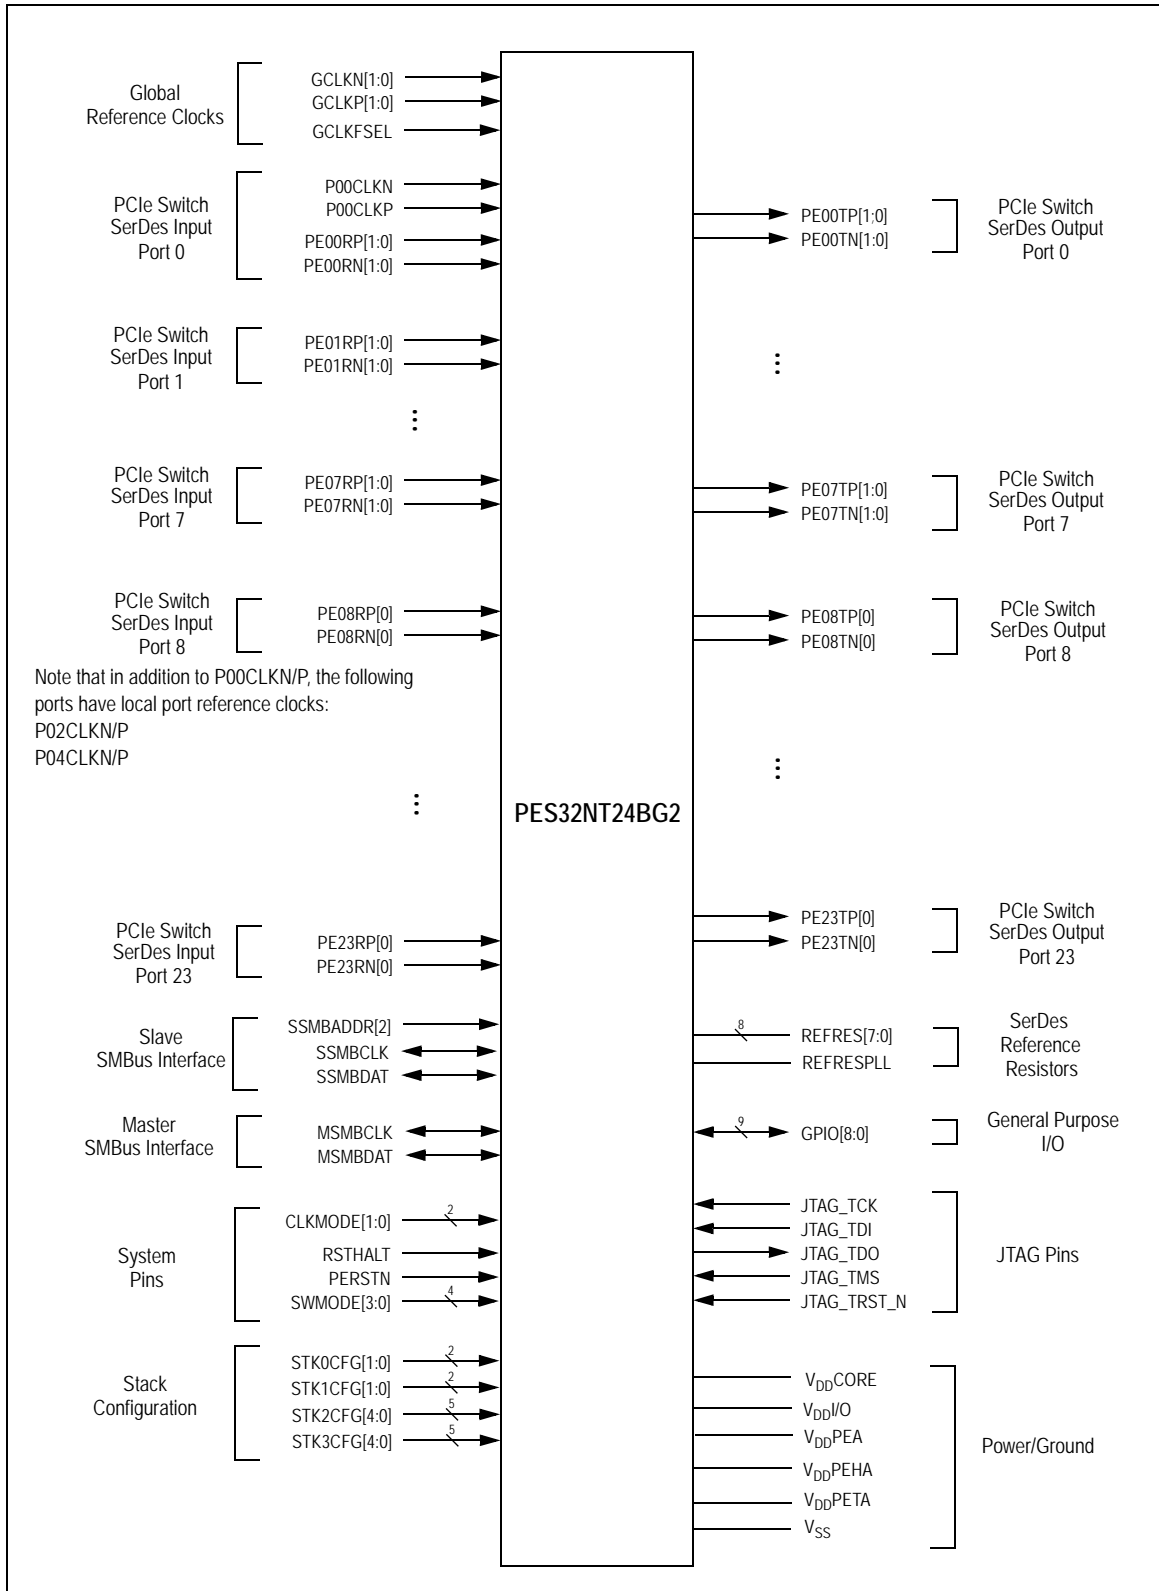 Global
Reference Clocks
GCLKN[1:0]
GCLKP[1:0]
GCLKFSEL
PCIe Switch
SerDes Input
Port 0
P00CLKN
P00CLKP
PE00RP[1:0]
PE00RN[1:0]
PCIe Switch
SerDes Input
Port 1
PE01RP[1:0]
PE01RN[1:0]
PCIe Switch
SerDes Input
Port 7
PE07RP[1:0]
PE07RN[1:0]
PCIe Switch
SerDes Input
Port 8
PE08RP[0]
PE08RN[0]
Note that in addition to P00CLKN/P, the following
ports have local port reference clocks:
P02CLKN/P
P04CLKN/P
PCIe Switch
SerDes Input
Port 23
PE23RP[0]
PE23RN[0]
Slave
SMBus Interface
SSMBADDR[2]
SSMBCLK
SSMBDAT
Master
SMBus Interface
MSMBCLK
MSMBDAT
System
Pins
CLKMODE[1:0] 2
RSTHALT
PERSTN
SWMODE[3:0] 4
Stack
Configuration
STK0CFG[1:0] 2
STK1CFG[1:0] 2
STK2CFG[4:0] 5
STK3CFG[4:0] 5
PES32NT24BG2
PE00TP[1;0]
PE00TN[1:0]
PCIe Switch
SerDes Output
Port 0
PE07TP[1:0]
PE07TN[1:0]
PCIe Switch
SerDes Output
Port 7
PE08TP[0]
PE08TN[0]
PCIe Switch
SerDes Output
Port 8
PE23TP[0]
PE23TN[0]
PCIe Switch
SerDes Output
Port 23
8 REFRES[7:0]
REFRESPLL
SerDes
Reference
Resistors
9 GPIO[8:0]
General Purpose
I/O
JTAG_TCK
JTAG_TDI
JTAG_TDO
JTAG_TMS
JTAG_TRST_N
JTAG Pins
VDDCORE
VDDI/O
VDDPEA
VDDPEHA
VDDPETA
VSS
Power/Ground